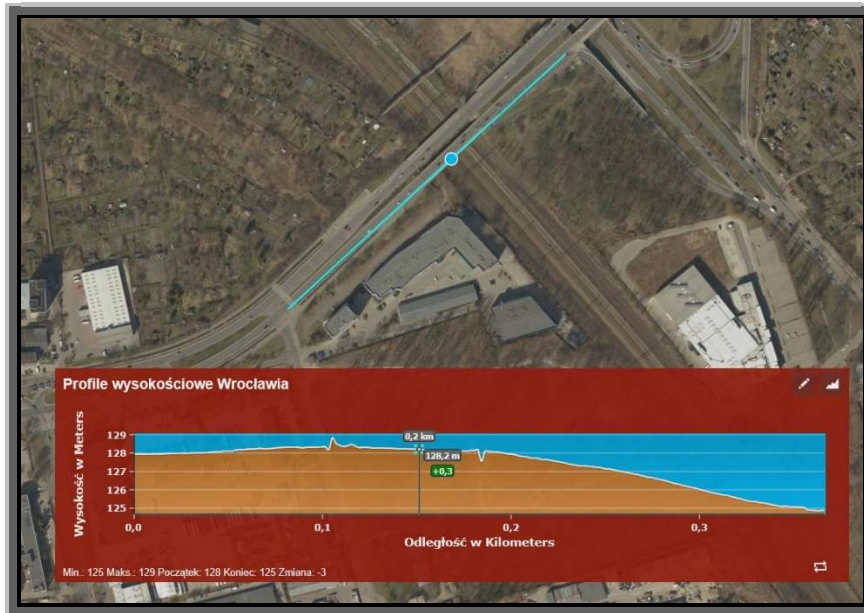 Profile wysokościowe Wrocławia
Wysokość w Meters
129
128
127
126
125
0,2 km
128,2 m
+0,3
0,0
0,1
0,2
0,3
Odległość w Kilometers
Min.: 125 Maks.: 129 Początek: 128 Koniec: 125 Zmiana: -3